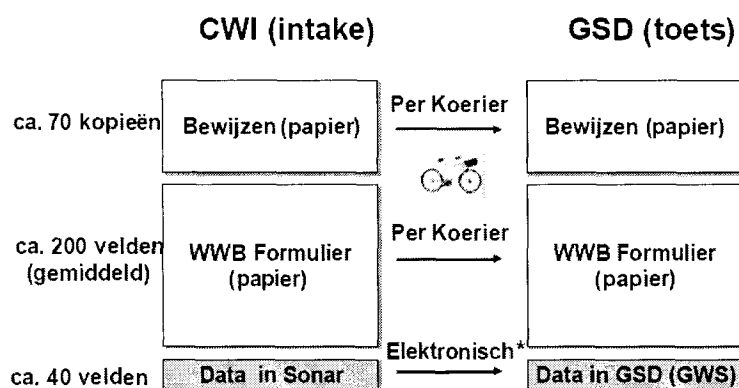 CWI (intake)
GSD (toets)
ca. 70 kopieën
Bewijzen (papier)
Per Koerier
Bewijzen (papier)
ca. 200 velden
(gemiddeld)
WWB Formulier
(papier)
Per Koerier
WWB Formulier
(papier)
ca. 40 velden
Data in Sonar
Elektronisch*
Data in GSD (GWS)